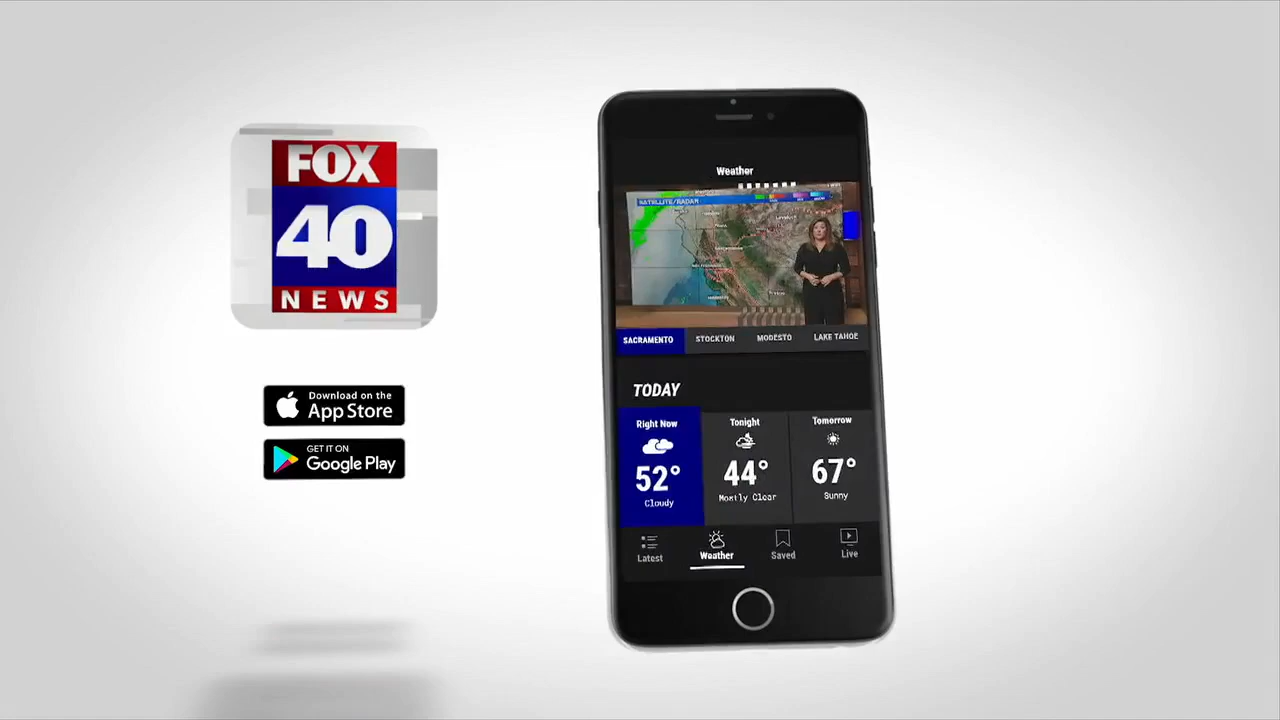 FOX
40
NEWS
Download on the
App Store
GET IT ON
Google Play
Weather
SATELLITE/RADAR
SACRAMENTO STOCKTON MODESTO LAKE TAHOE
TODAY
Right Now Tonight Tomorrow
52° 44° 67°
Cloudy Mostly Clear Sunny
Latest Weather Saved Live